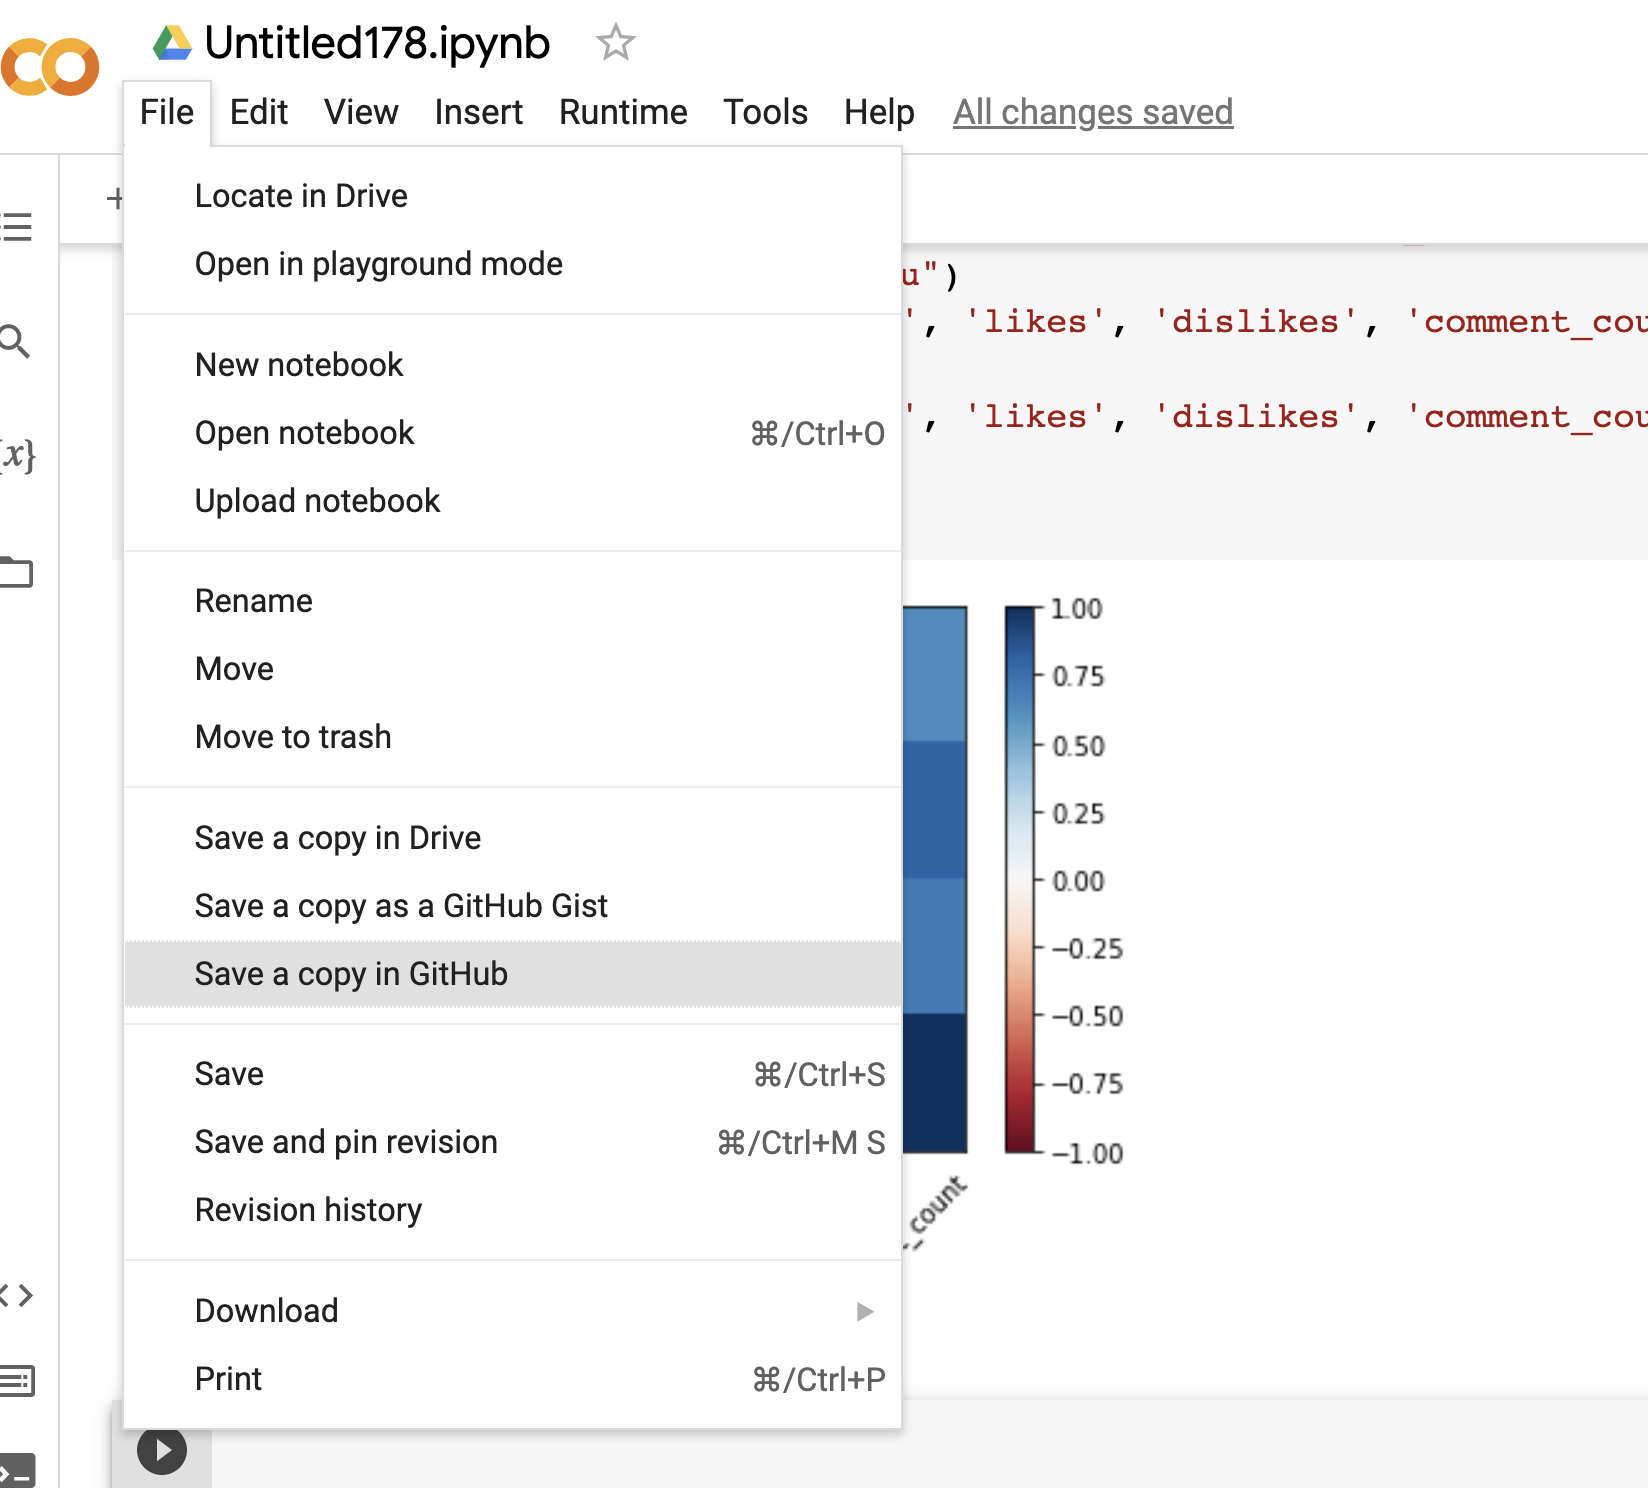 Untitled178.ipynb
File Edit View Insert Runtime Tools Help All changes saved
Locate in Drive
Open in playground mode
New notebook
Open notebook ⌘/Ctrl+O
Upload notebook
Rename
Move
Move to trash
Save a copy in Drive
Save a copy as a GitHub Gist
Save a copy in GitHub
Save ⌘/Ctrl+S
Save and pin revision ⌘/Ctrl+M S
Revision history
Download
Print ⌘/Ctrl+P
+
{x}
u")
', 'likes', 'dislikes', 'comment_cou
', 'likes', 'dislikes', 'comment_cou
1.00
0.75
0.50
0.25
0.00
−0.25
−0.50
−0.75
−1.00
_count